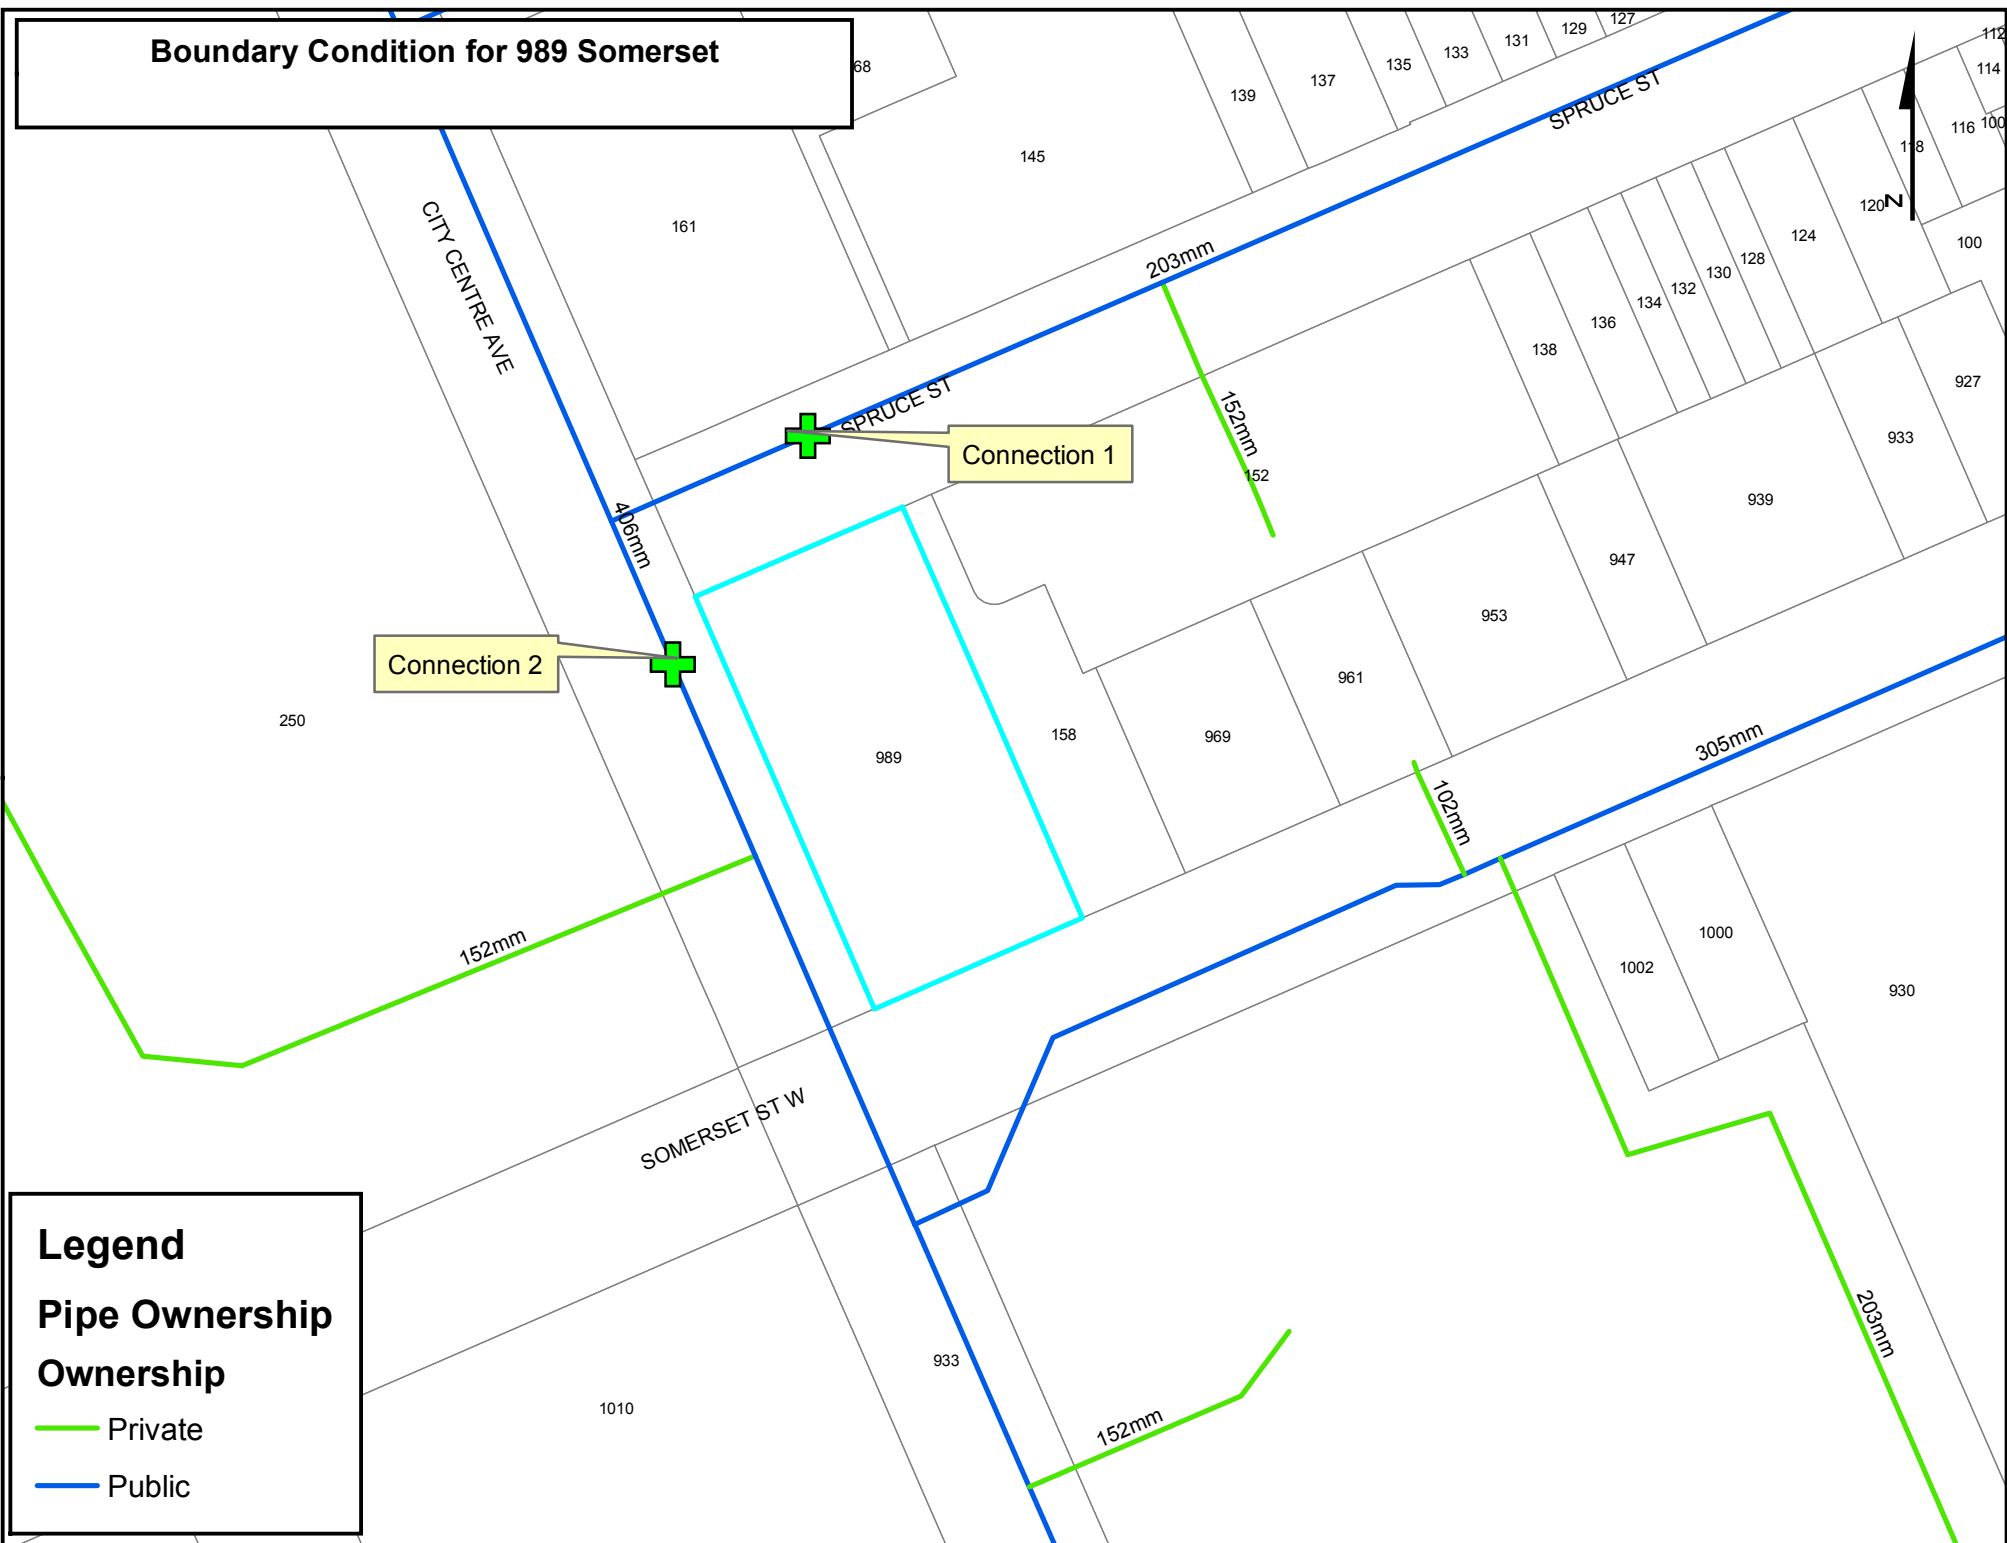 Boundary Condition for 989 Somerset
68
139
137
135
133
131
129
127
112
114
116
100
118
120
N
100
145
161
SPRUCE ST
CITY CENTRE AVE
203mm
124
128
130
132
134
136
138
927
933
939
947
953
961
969
158
152mm
152
SPRUCE ST
Connection 1
406mm
Connection 2
250
989
305mm
102mm
152mm
1000
1002
930
SOMERSET ST W
203mm
933
1010
152mm
Legend
Pipe Ownership
Ownership
Private
Public